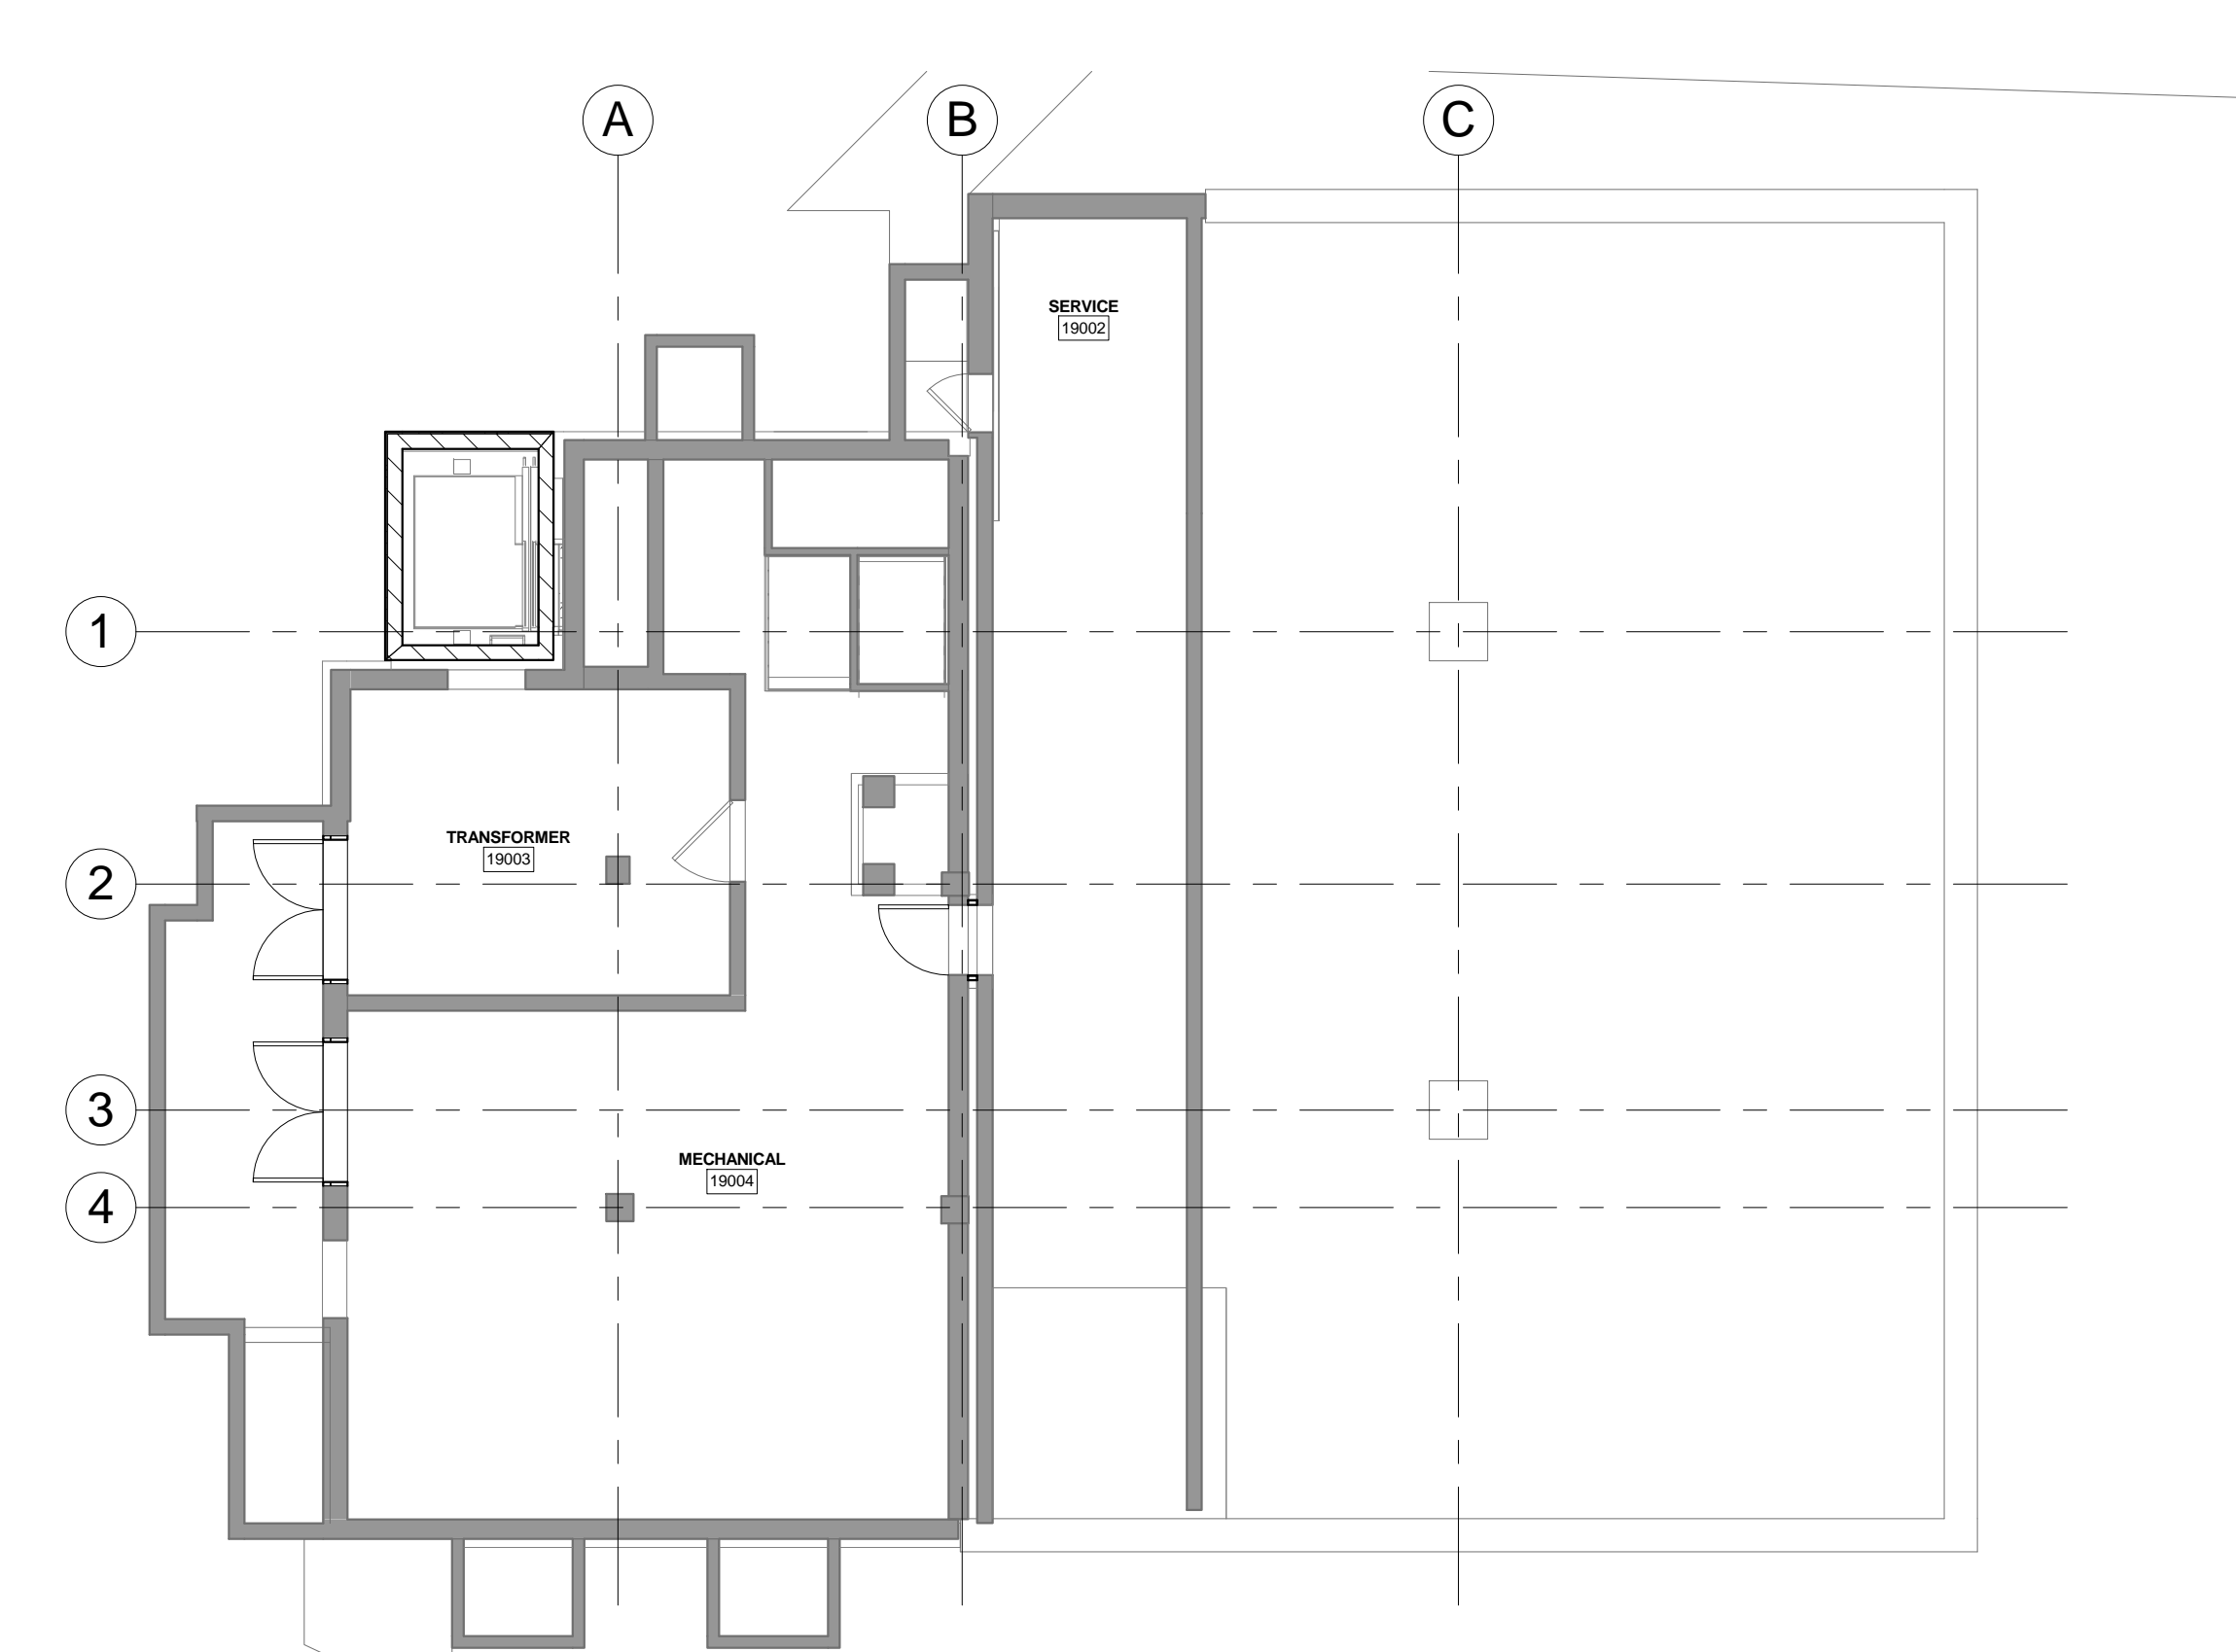 A
B
C
SERVICE
19002
1
TRANSFORMER
19003
2
3
MECHANICAL
19004
4